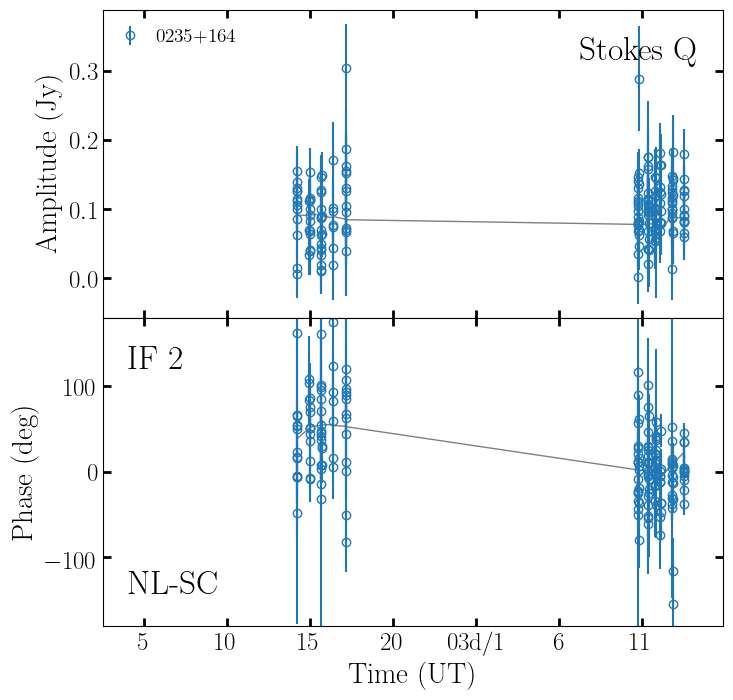 0235+164
Stokes Q
Amplitude (Jy)
0.3
0.2
0.1
0.0
IF 2
Phase (deg)
100
0
−100
NL-SC
5 10 15 20 03d/1 6 11
Time (UT)